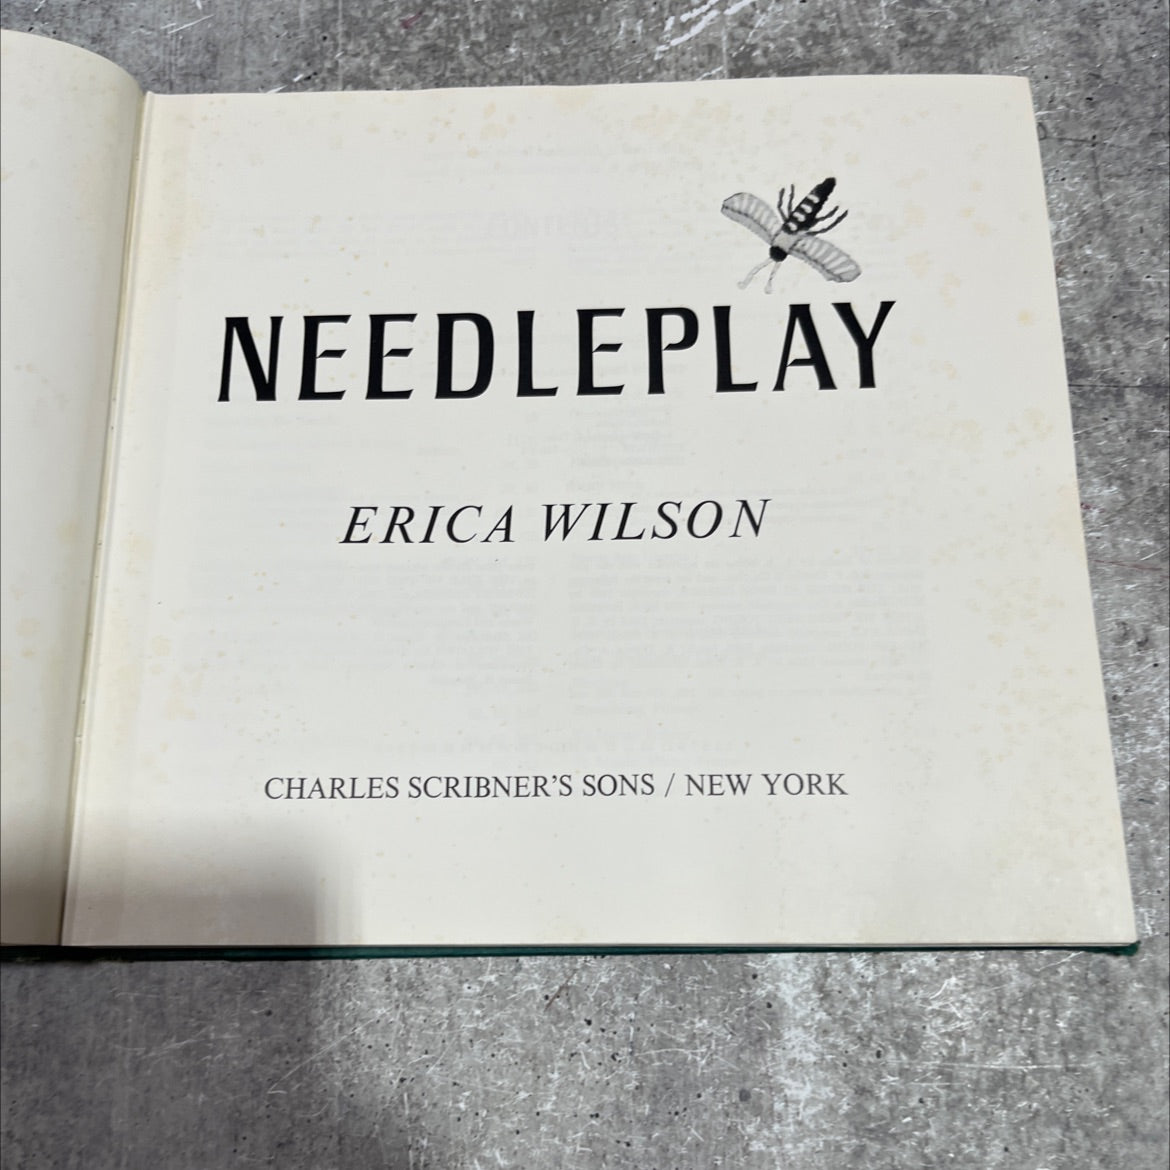 NEEDLEPLAY
ERICA WILSON
CHARLES SCRIBNER'S SONS / NEW YORK